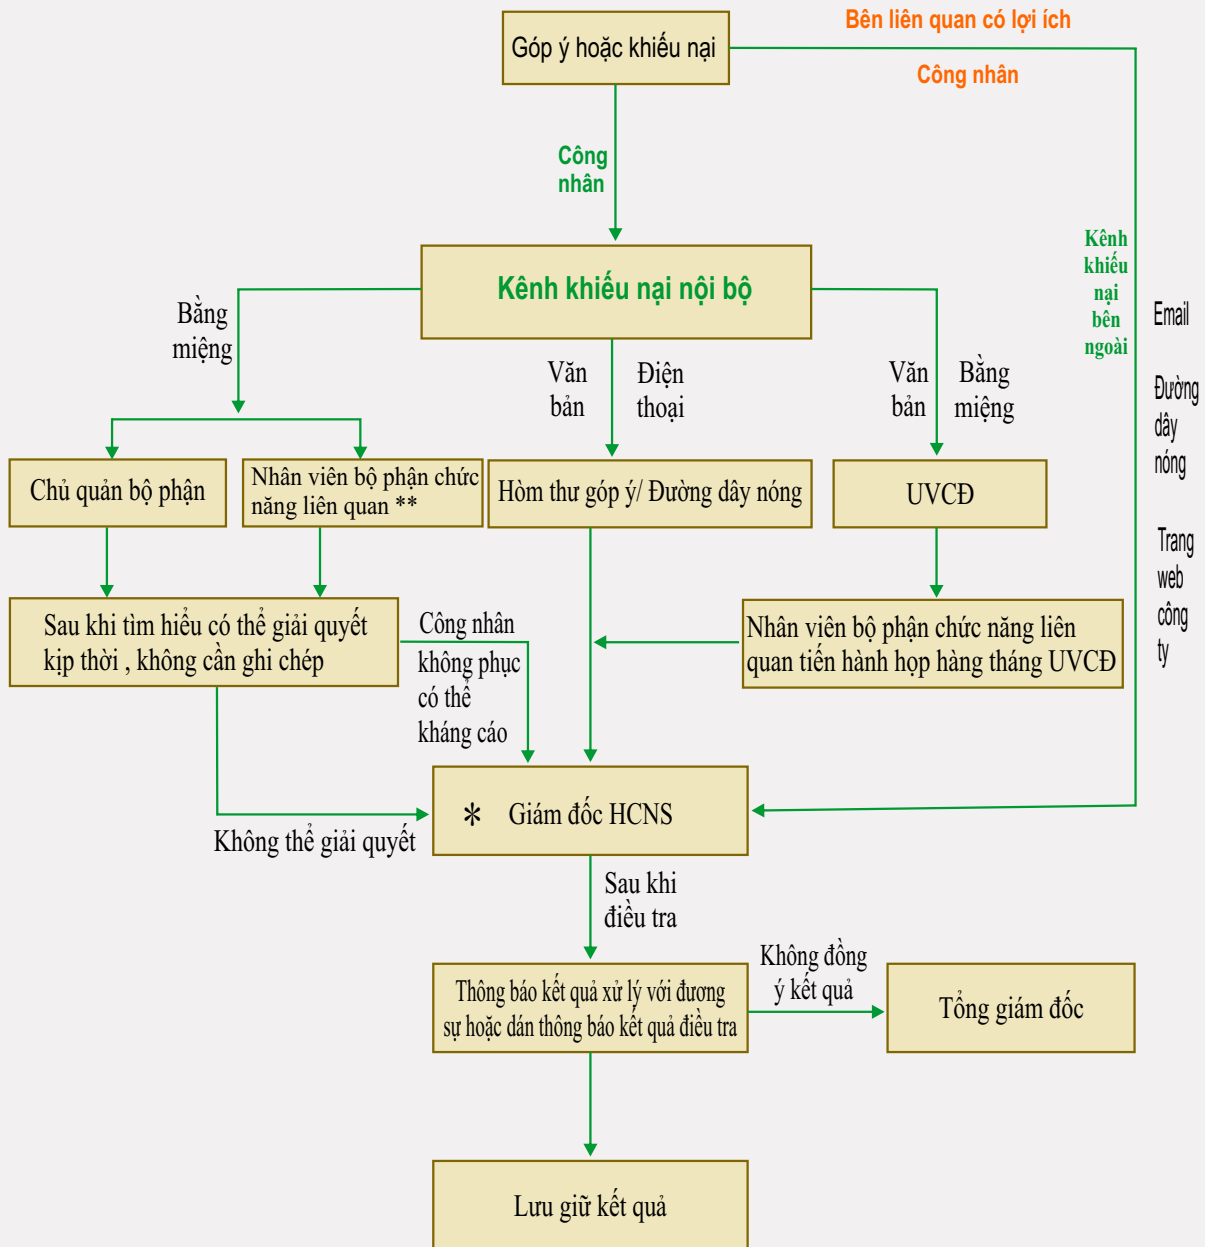 Bên liên quan có lợi ích
Góp ý hoặc khiếu nại
Công nhân
Công
nhân
Kênh
khiếu
nại
bên
ngoài
Email
Đường
dây
nóng
Trang
web
công
ty
Kênh khiếu nại nội bộ
Bằng
miệng
Văn
bản
Điện
thoại
Văn
bản
Bằng
miệng
Chủ quản bộ phận
Nhân viên bộ phận chức
năng liên quan **
Hòm thư góp ý/ Đường dây nóng
UVCĐ
Sau khi tìm hiểu có thể giải quyết
kịp thời , không cần ghi chép
Công nhân
không phục
có thể
kháng cáo
Nhân viên bộ phận chức năng liên
quan tiến hành họp hàng tháng UVCĐ
* Giám đốc HCNS
Không thể giải quyết
Sau khi
điều tra
Thông báo kết quả xử lý với đương
sự hoặc dán thông báo kết quả điều tra
Không đồng
ý kết quả
Tổng giám đốc
Lưu giữ kết quả